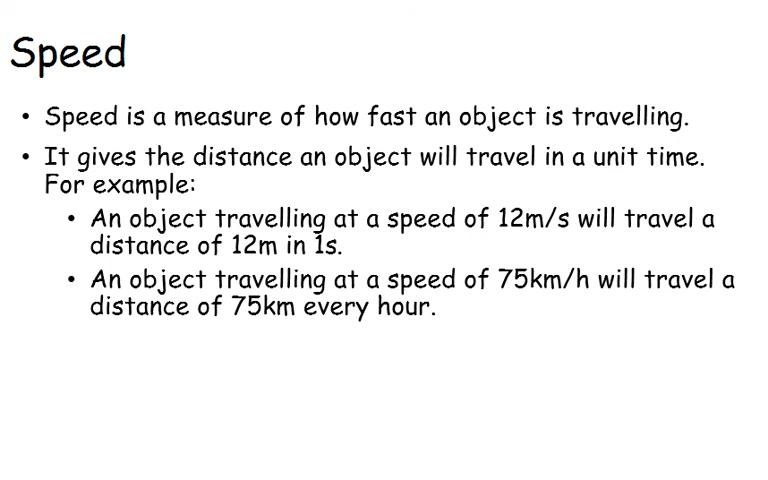 Speed
• Speed is a measure of how fast an object is travelling.
• It gives the distance an object will travel in a unit time.
For example:
• An object travelling at a speed of 12m/s will travel a
distance of 12m in 1s.
• An object travelling at a speed of 75km/h will travel a
distance of 75km every hour.